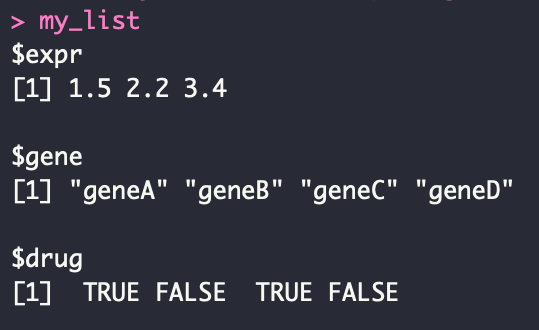 > my_list
$expr
[1] 1.5 2.2 3.4
$gene
[1] "geneA" "geneB" "geneC" "geneD"
$drug
[1]  TRUE FALSE  TRUE FALSE